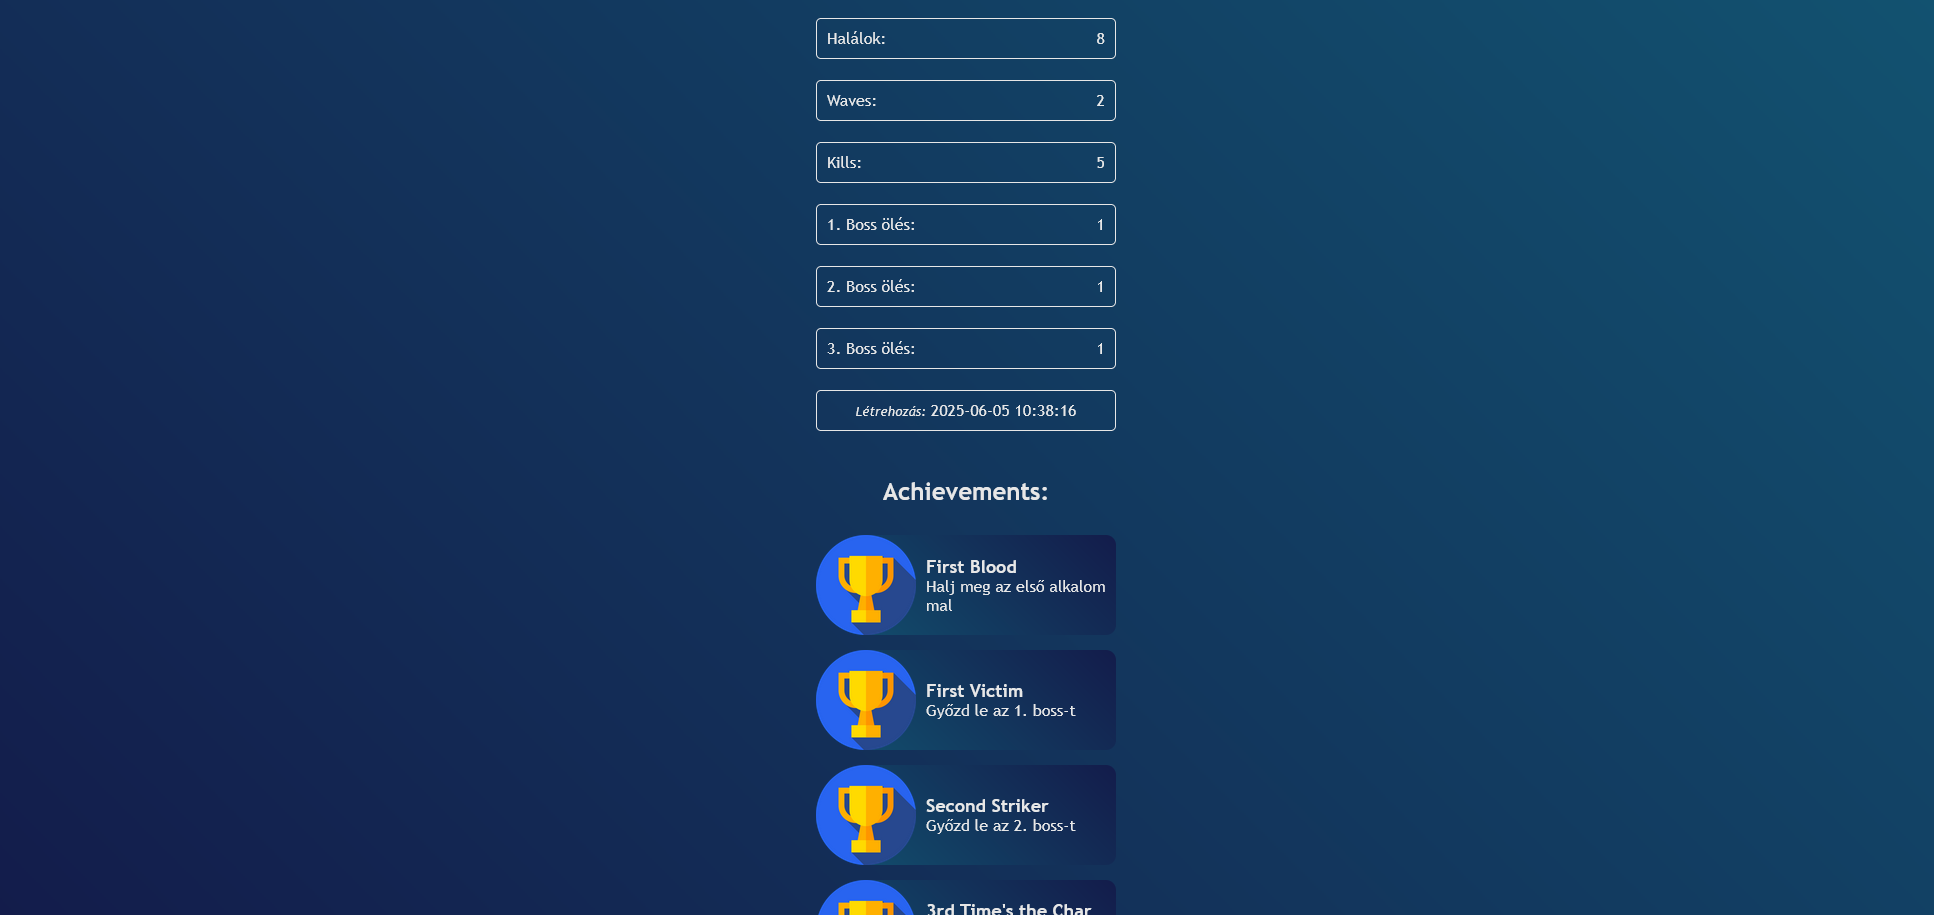 Halálok: 8
Waves: 2
Kills: 5
1. Boss ölés: 1
2. Boss ölés: 1
3. Boss ölés: 1
Létrehozás: 2025-06-05 10:38:16
Achievements:
First Blood
Halj meg az első alkalom
mal
First Victim
Győzd le az 1. boss-t
Second Striker
Győzd le az 2. boss-t
3rd Time's the Char